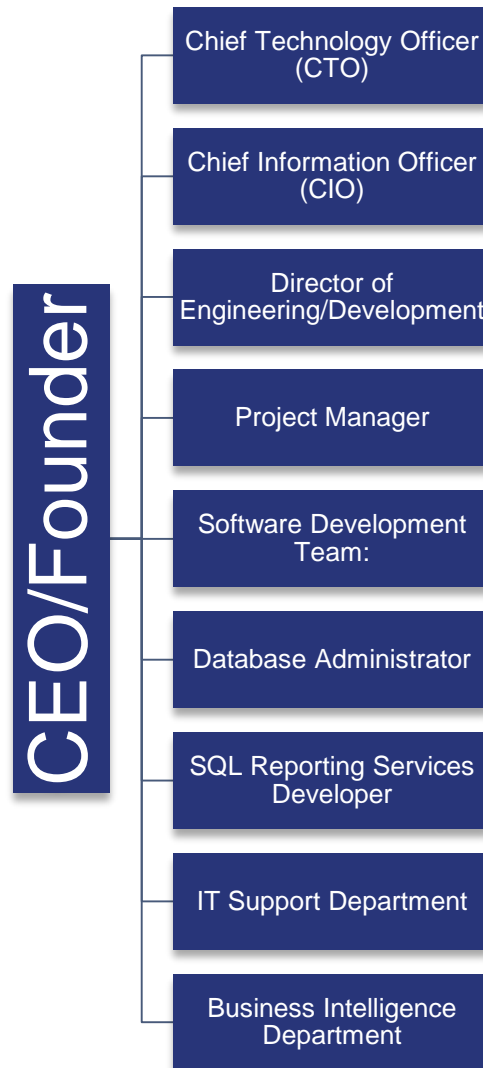 CEO/Founder
Chief Technology Officer
(CTO)
Chief Information Officer
(CIO)
Director of
Engineering/Development
Project Manager
Software Development
Team:
Database Administrator
SQL Reporting Services
Developer
IT Support Department
Business Intelligence
Department